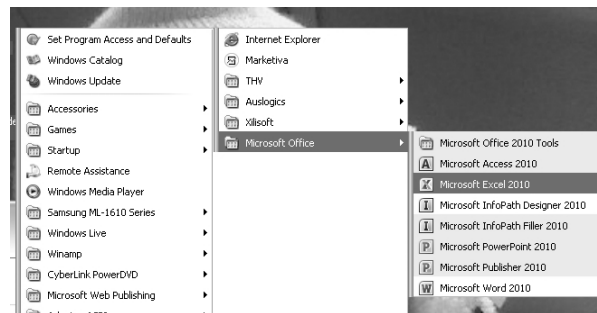 Set Program Access and Defaults
Windows Catalog
Windows Update
Accessories
Games
Startup
Remote Assistance
Windows Media Player
Samsung ML-1610 Series
Windows Live
Winamp
CyberLink PowerDVD
Microsoft Web Publishing
Internet Explorer
Marketiva
THV
Auslogics
Xilisoft
Microsoft Office
Microsoft Office 2010 Tools
Microsoft Access 2010
Microsoft Excel 2010
Microsoft InfoPath Designer 2010
Microsoft InfoPath Filler 2010
Microsoft PowerPoint 2010
Microsoft Publisher 2010
Microsoft Word 2010